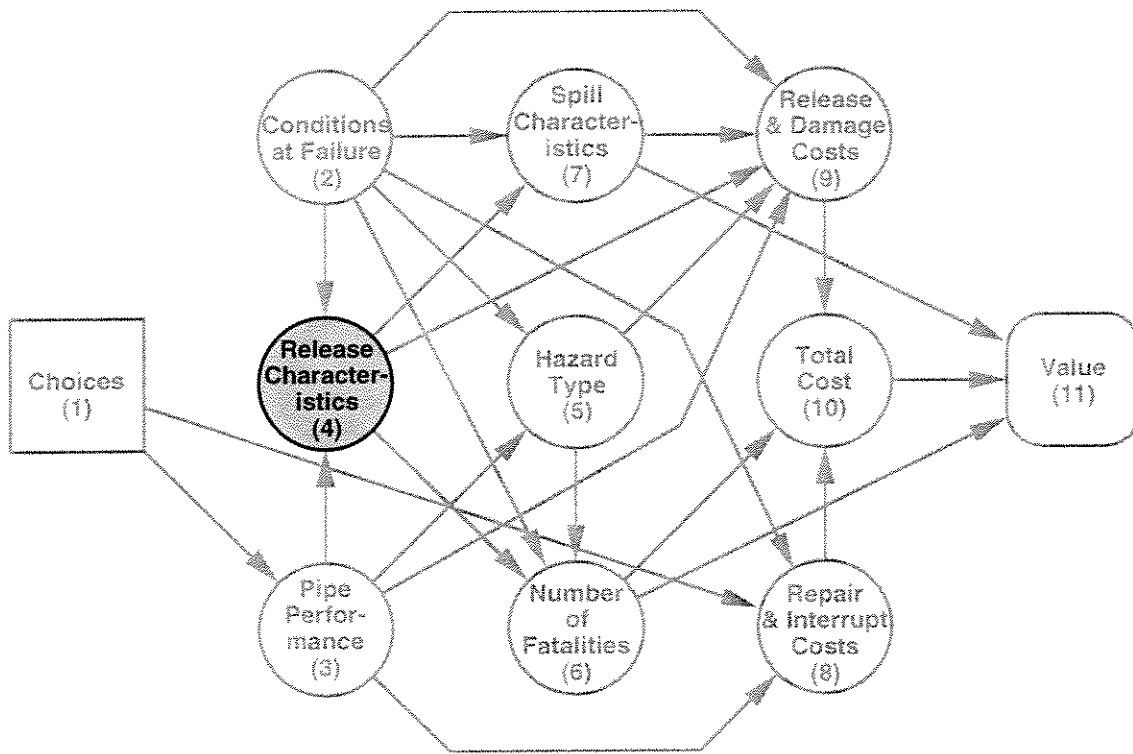 Conditions
at Failure
(2)
Spill
Character-
istics
(7)
Release
& Damage
Costs
(9)
Choices
(1)
Release
Character-
istics
(4)
Hazard
Type
(5)
Total
Cost
(10)
Value
(11)
Pipe
Perfor-
mance
(3)
Number
of
Fatalities
(6)
Repair
& Interrupt
Costs
(8)